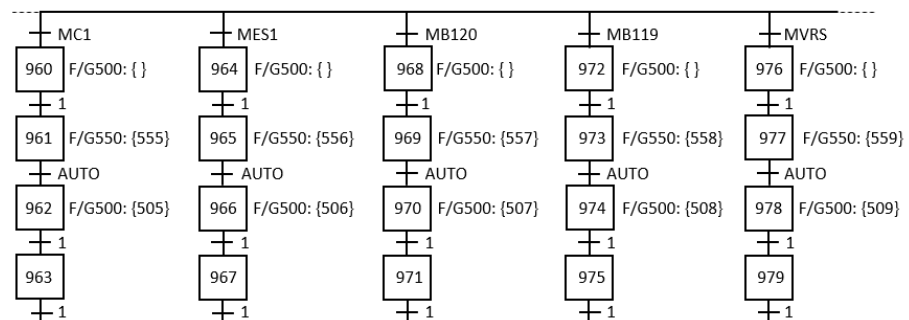 MC1 MES1 MB120 MB119 MVRS
960 F/G500: { } 964 F/G500: { } 968 F/G500: { } 972 F/G500: { } 976 F/G500: { }
1 1 1 1 1
961 F/G550: {555} 965 F/G550: {556} 969 F/G550: {557} 973 F/G550: {558} 977 F/G550: {559}
AUTO AUTO AUTO AUTO AUTO
962 F/G500: {505} 966 F/G500: {506} 970 F/G500: {507} 974 F/G500: {508} 978 F/G500: {509}
1 1 1 1 1
963 967 971 975 979
1 1 1 1 1